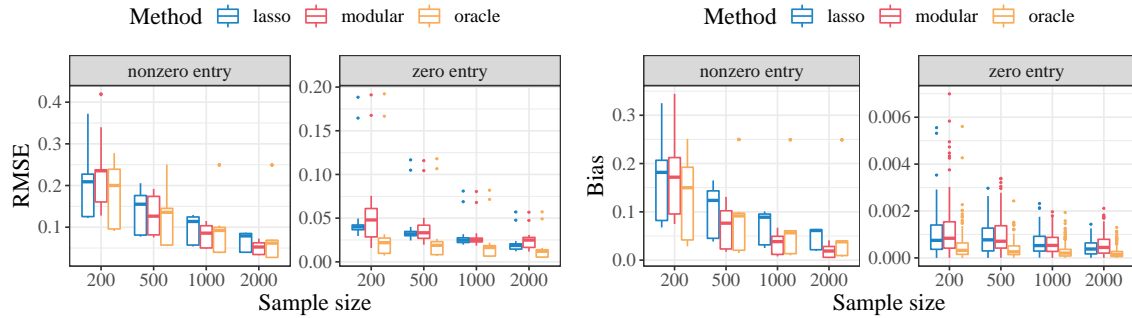 Method lasso modular oracle
nonzero entry zero entry
RMSE
0.4
0.3
0.2
0.1
0.20
0.15
0.10
0.05
0.00
200 500 1000 2000 200 500 1000 2000
Sample size
Method lasso modular oracle
nonzero entry zero entry
Bias
0.3
0.2
0.1
0.0
0.006
0.004
0.002
0.000
200 500 1000 2000 200 500 1000 2000
Sample size